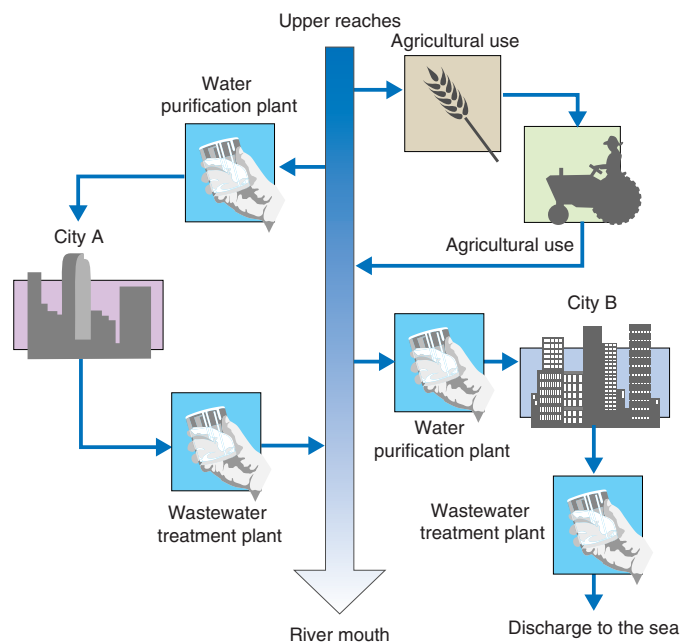 Upper reaches
Agricultural use
Water
purification plant
City A
Agricultural use
City B
Water
purification plant
Wastewater
treatment plant
Wastewater
treatment plant
Discharge to the sea
River mouth